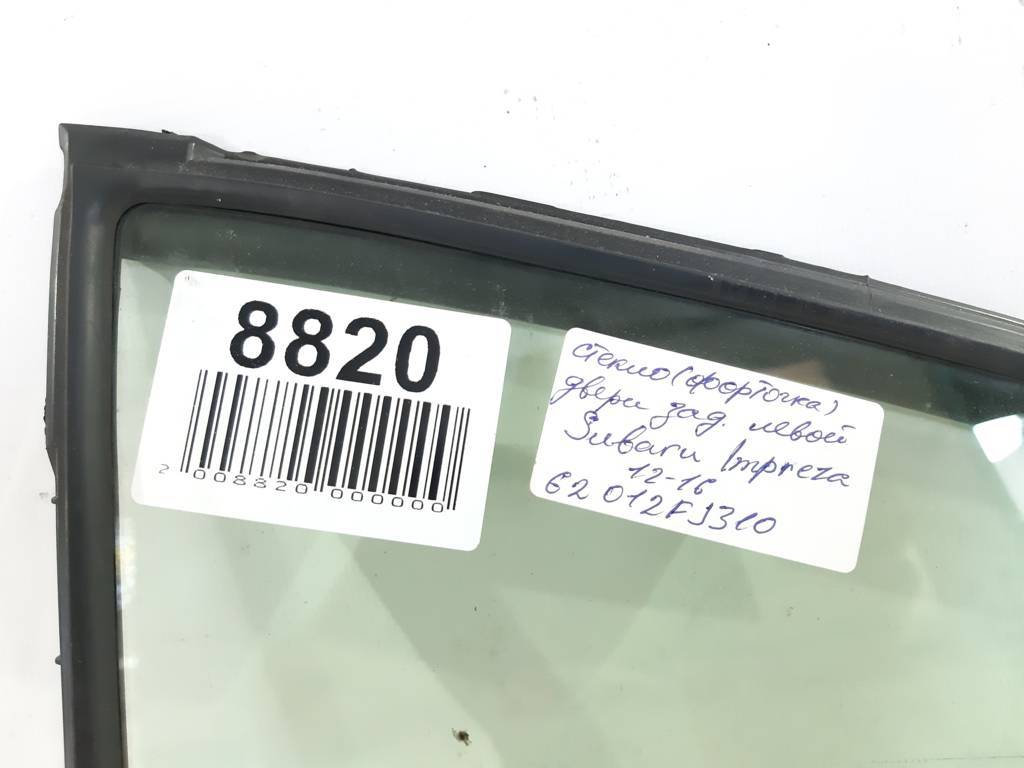 8820
2 008820 000000
стекло (форточка)
двери зад. левой
Subaru Impreza
12-16
62012FJ310